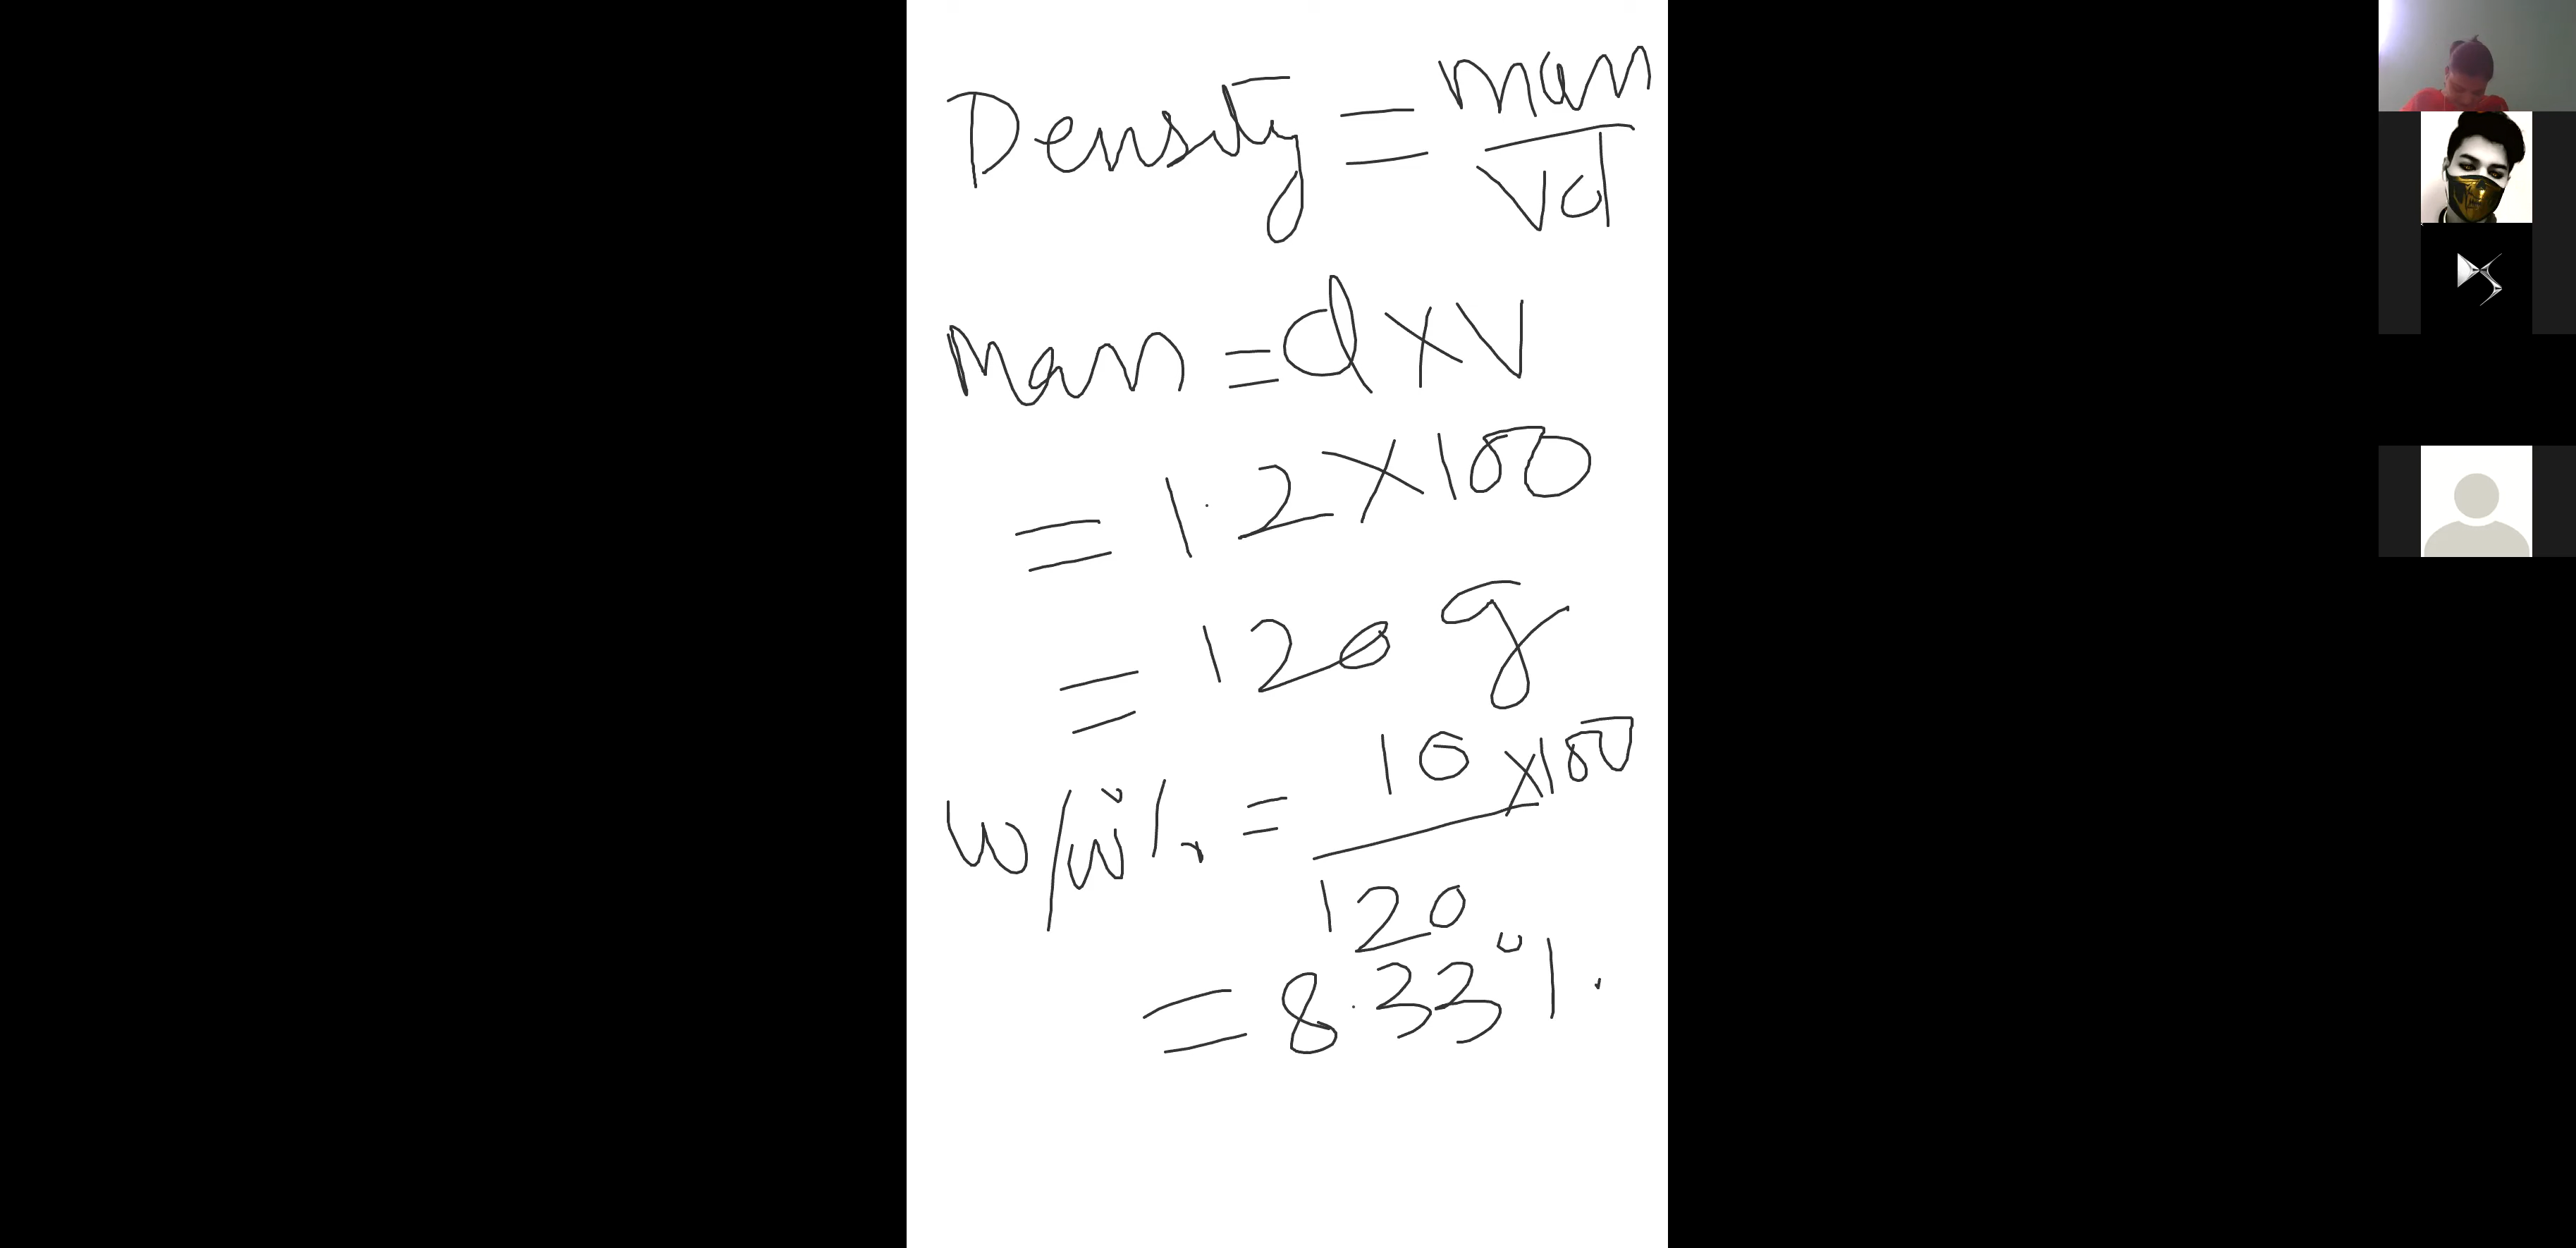 Density = mass / Vol
Mass = d × V
= 1.2 × 100
= 120 g
w/w % = 10 × 100 / 120
= 8.33 %.